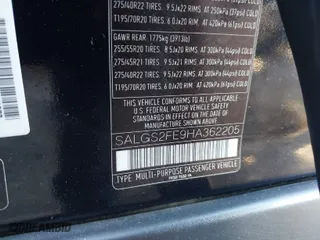 275/40R22 TIRES 9.5Jx22 RIMS AT 250kPa (37psi) COLD
T195/70R20 TIRES 6.0Jx20 RIM, AT 420kPa (61psi) COLD
GAWR REAR: 1775kg (3913lb)
255/55R20 TIRES 8.5Jx20 RIMS AT 300kPa (44psi) COLD
275/45R21 TIRES 9.5Jx21 RIMS AT 300kPa (44psi) COLD
275/40R22 TIRES 9.5Jx22 RIMS AT 300kPa (44psi) COLD
T195/70R20 TIRES 6.0Jx20 RIM, AT 420kPa (61psi) COLD
THIS VEHICLE CONFORMS TO ALL APPLICABLE
U.S. FEDERAL MOTOR VEHICLE SAFETY STANDARDS
IN EFFECT ON THE DATE OF MANUFACTURE SHOWN ABOVE
SALGS2FE9HA362205
TYPE: MULTI-PURPOSE PASSENGER VEHICLE